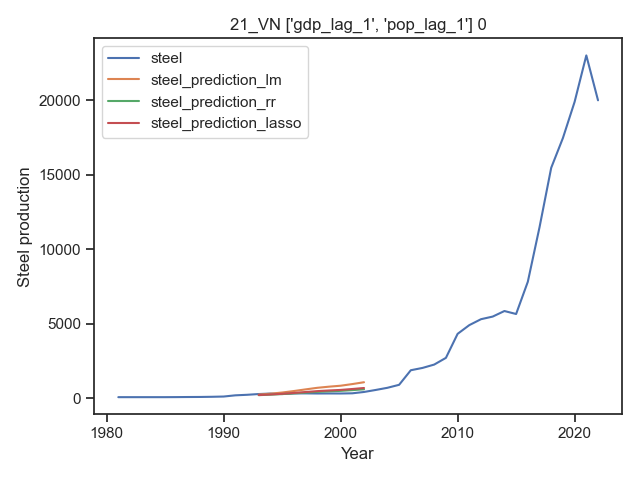 21_VN ['gdp_lag_1', 'pop_lag_1'] 0
steel
steel_prediction_lm
steel_prediction_rr
steel_prediction_lasso
Steel production
20000
15000
10000
5000
0
1980
1990
2000
2010
2020
Year